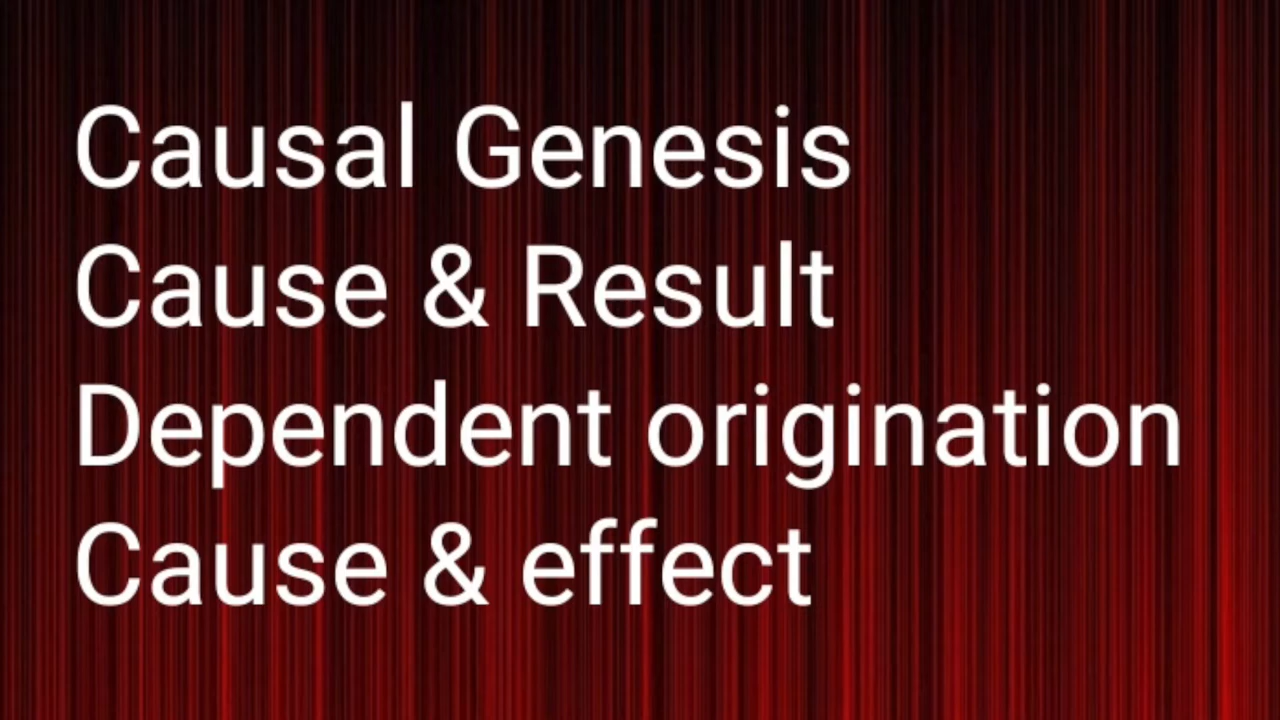 Causal Genesis
Cause & Result
Dependent origination
Cause & effect